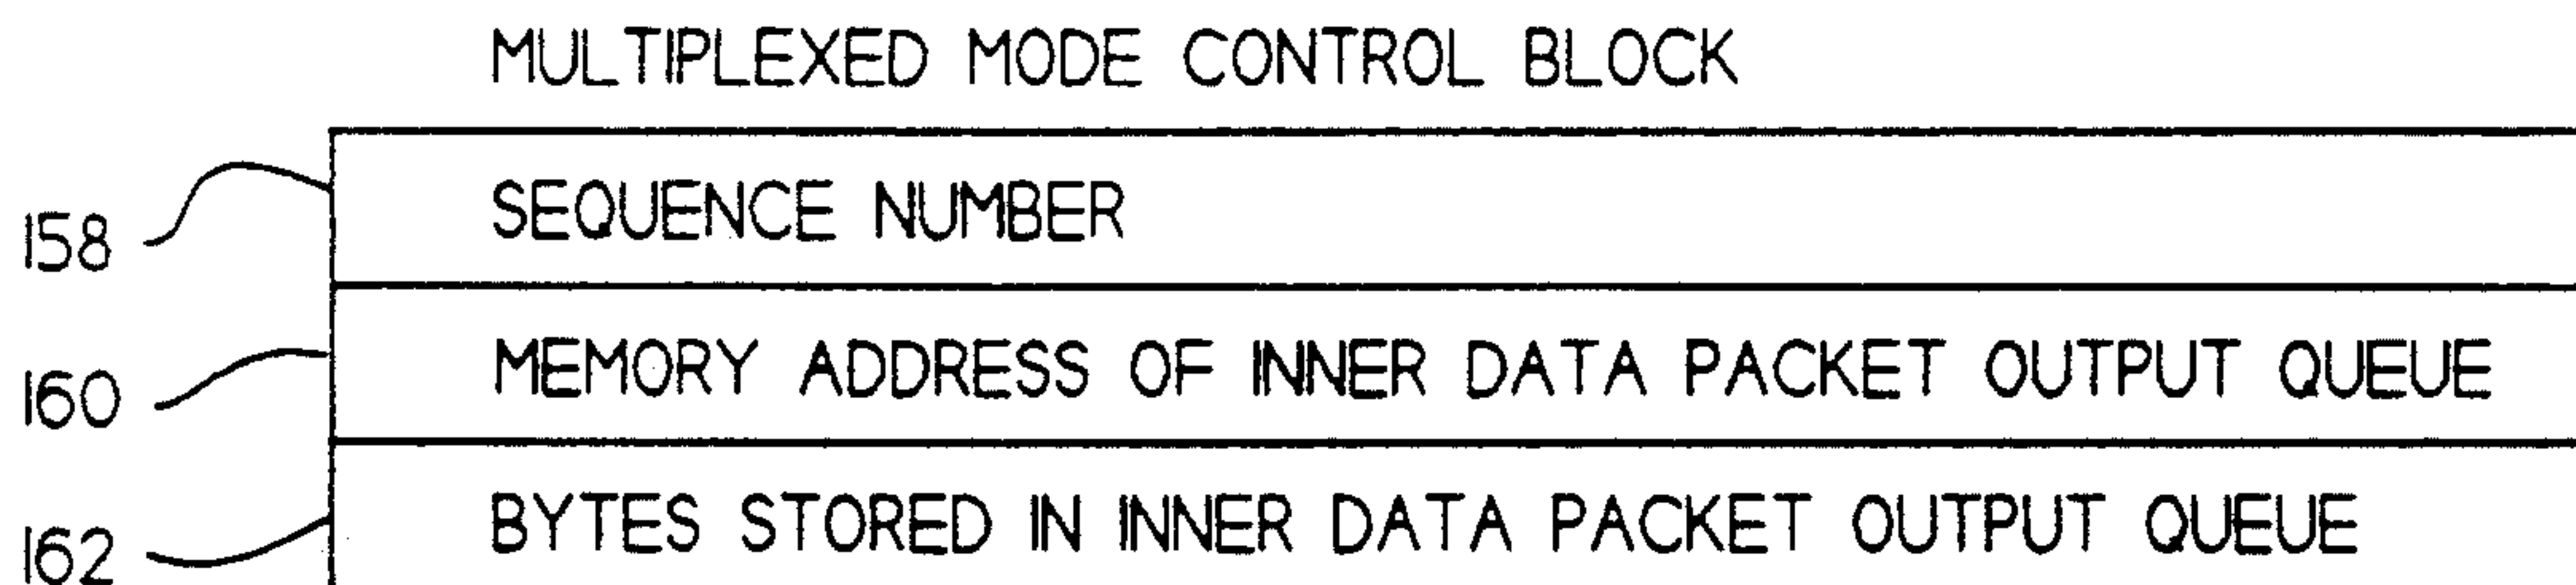 MULTIPLEXED MODE CONTROL BLOCK
158 SEQUENCE NUMBER
160 MEMORY ADDRESS OF INNER DATA PACKET OUTPUT QUEUE
162 BYTES STORED IN INNER DATA PACKET OUTPUT QUEUE